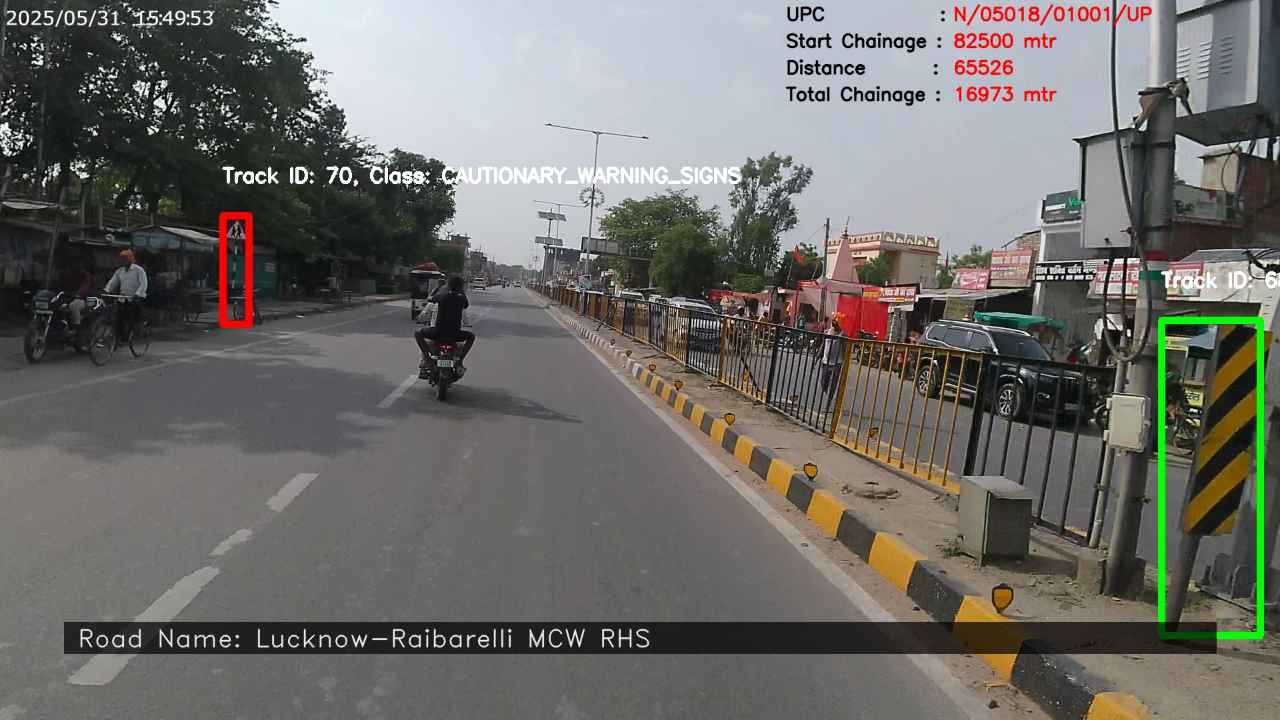 2025/05/31 15:49:53
UPC : N/05018/01001/UP
Start Chainage : 82500 mtr
Distance : 65526
Total Chainage : 16973 mtr
Track ID: 70, Class: CAUTIONARY_WARNING_SIGNS
Track ID: 6
Road Name: Lucknow-Raibarelli MCW RHS